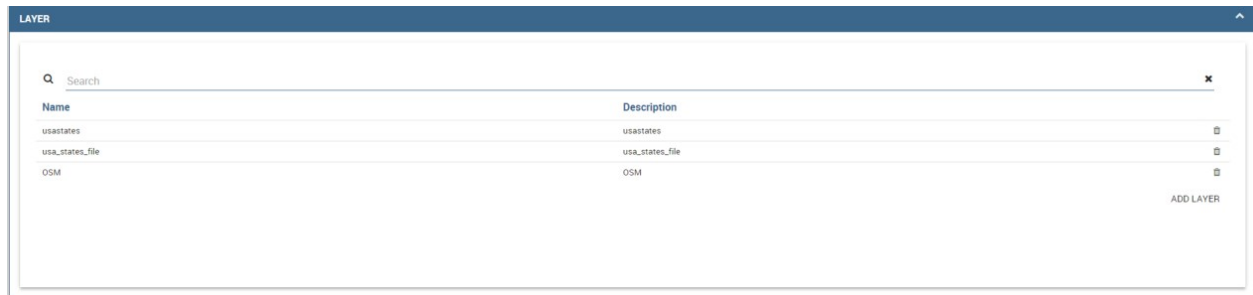 LAYER
Search
Name Description
usastates usastates
usa_states_file usa_states_file
OSM OSM
ADD LAYER